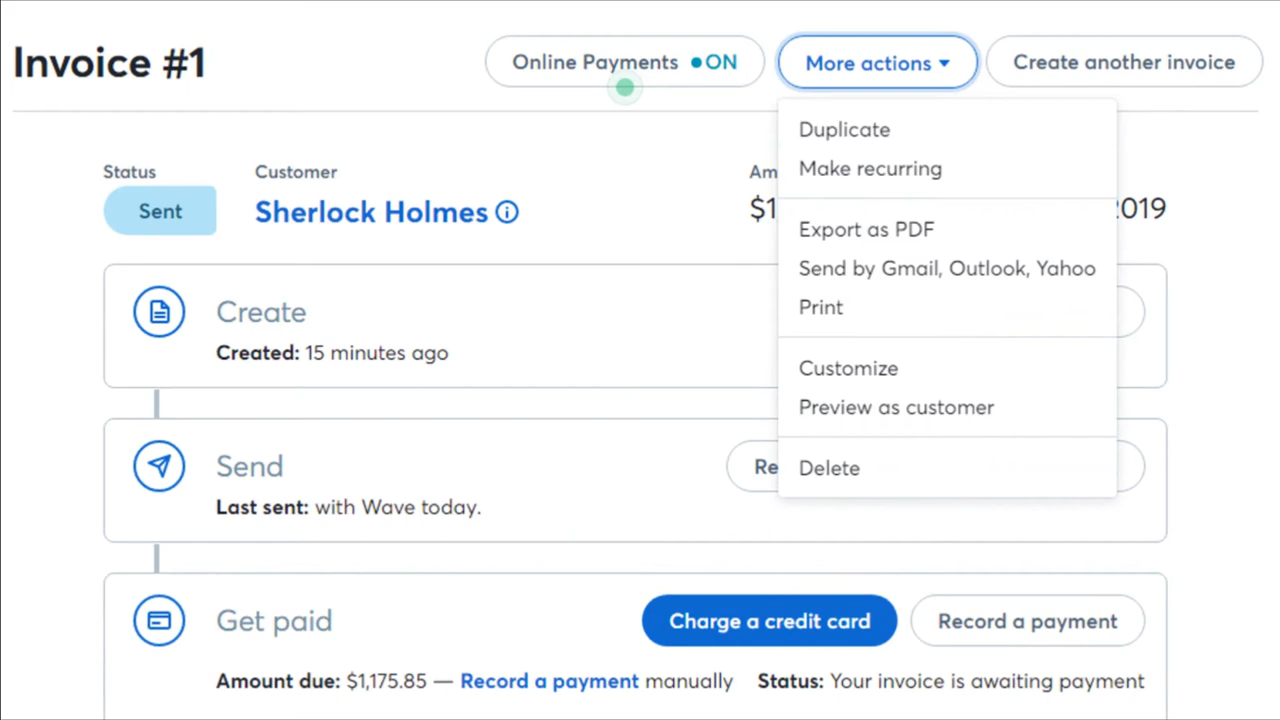 Invoice #1
Online Payments ON
More actions
Create another invoice
Duplicate
Make recurring
Export as PDF
Send by Gmail, Outlook, Yahoo
Print
Customize
Preview as customer
Delete
Status
Sent
Customer
Sherlock Holmes
Create
Created: 15 minutes ago
Send
Last sent: with Wave today.
Get paid
Charge a credit card
Record a payment
Amount due: $1,175.85 — Record a payment manually
Status: Your invoice is awaiting payment